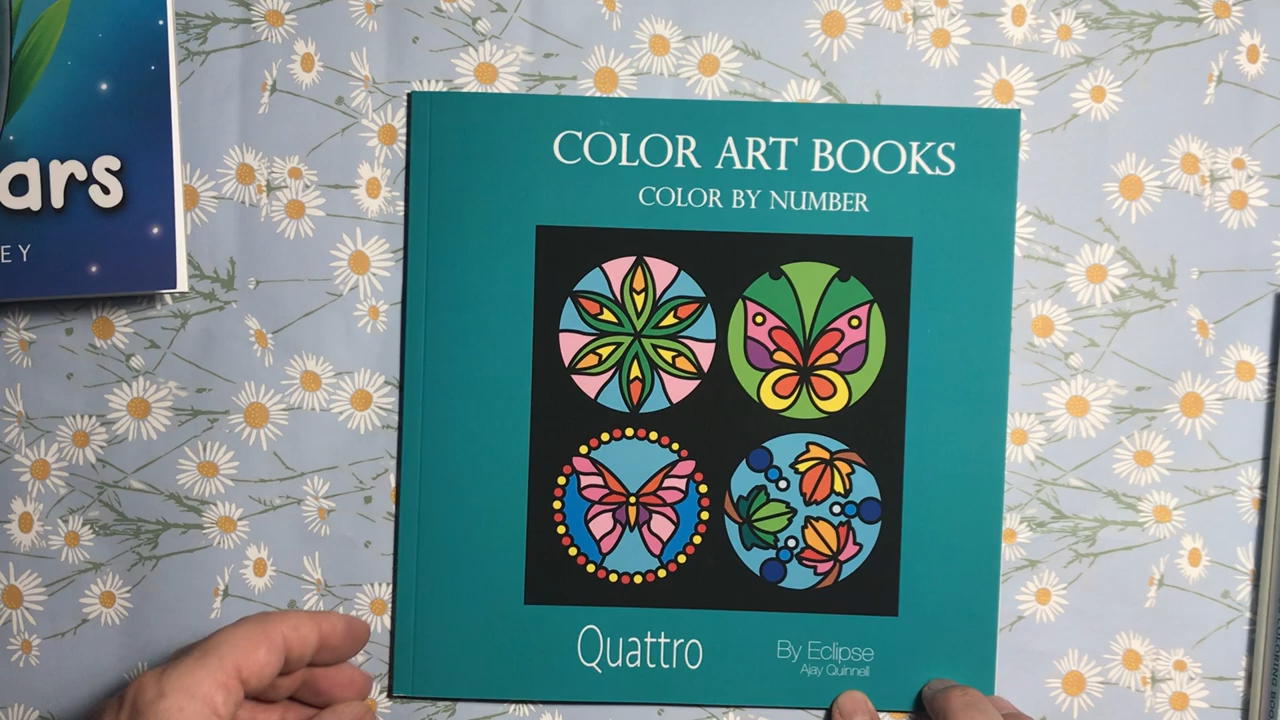 ars
EY
COLOR ART BOOKS
COLOR BY NUMBER
Quattro
By Eclipse
Ajay Quinnell